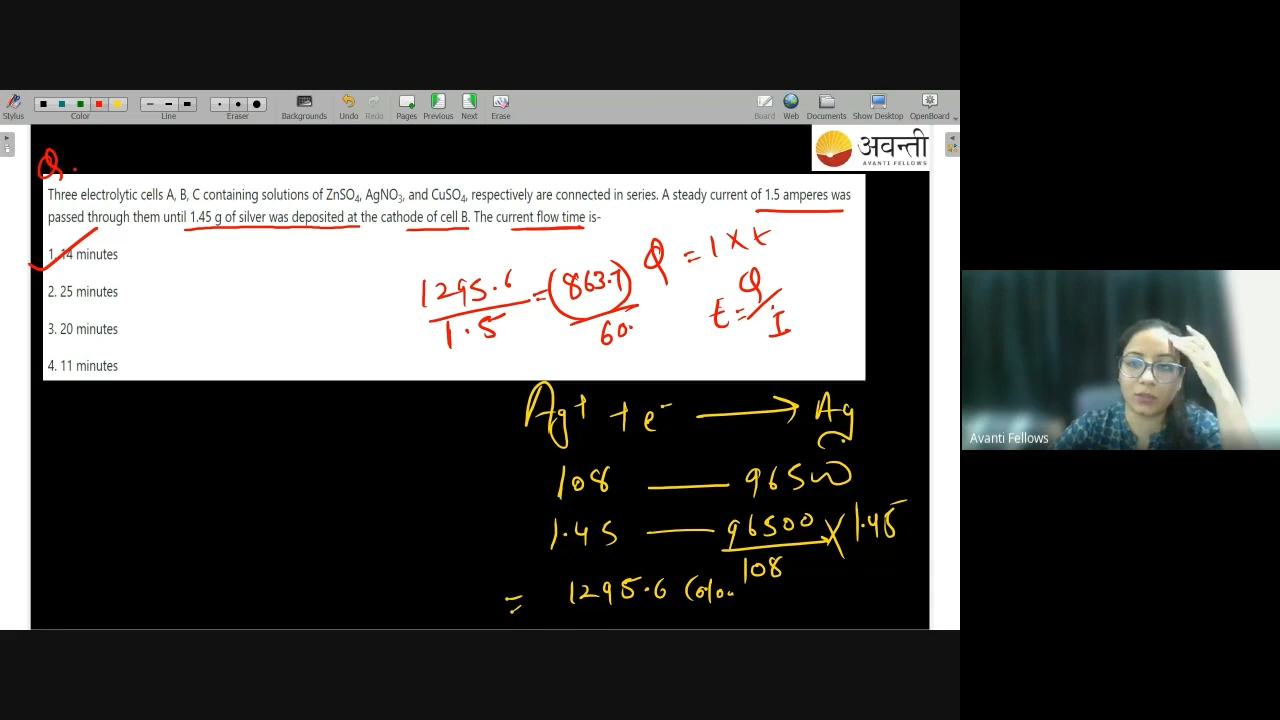 Stylus
Color
Line
Eraser
Backgrounds
Undo
Redo
Pages
Previous
Next
Erase
Board
Web
Documents
Show Desktop
OpenBoard
अवन्ती
AVANTI FELLOWS
Q.
Three electrolytic cells A, B, C containing solutions of ZnSO₄, AgNO₃, and CuSO₄, respectively are connected in series. A steady current of 1.5 amperes was
passed through them until 1.45 g of silver was deposited at the cathode of cell B. The current flow time is-
1. 14 minutes
2. 25 minutes
3. 20 minutes
4. 11 minutes
Q = I × t
t = Q/I
1295.6/1.5 = (863.7)/60.
Ag+ + e⁻ → Ag
108 — 96500
1.45 — 96500/108 × 1.45
= 1295.6 Colou
Avanti Fellows